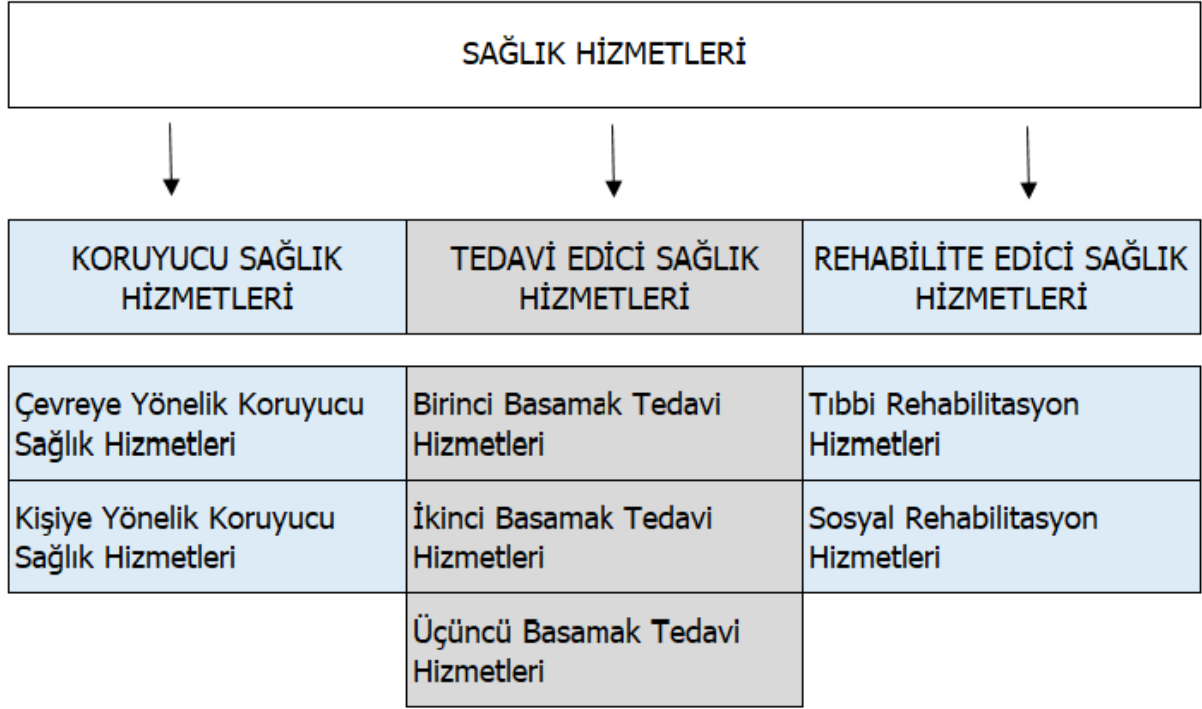 SAĞLIK HİZMETLERİ
KORUYUCU SAĞLIK
HİZMETLERİ
TEDAVİ EDİCİ SAĞLIK
HİZMETLERİ
REHABİLİTE EDİCİ SAĞLIK
HİZMETLERİ
Çevreye Yönelik Koruyucu
Sağlık Hizmetleri
Birinci Basamak Tedavi
Hizmetleri
Tıbbi Rehabilitasyon
Hizmetleri
Kişiye Yönelik Koruyucu
Sağlık Hizmetleri
İkinci Basamak Tedavi
Hizmetleri
Sosyal Rehabilitasyon
Hizmetleri
Üçüncü Basamak Tedavi
Hizmetleri